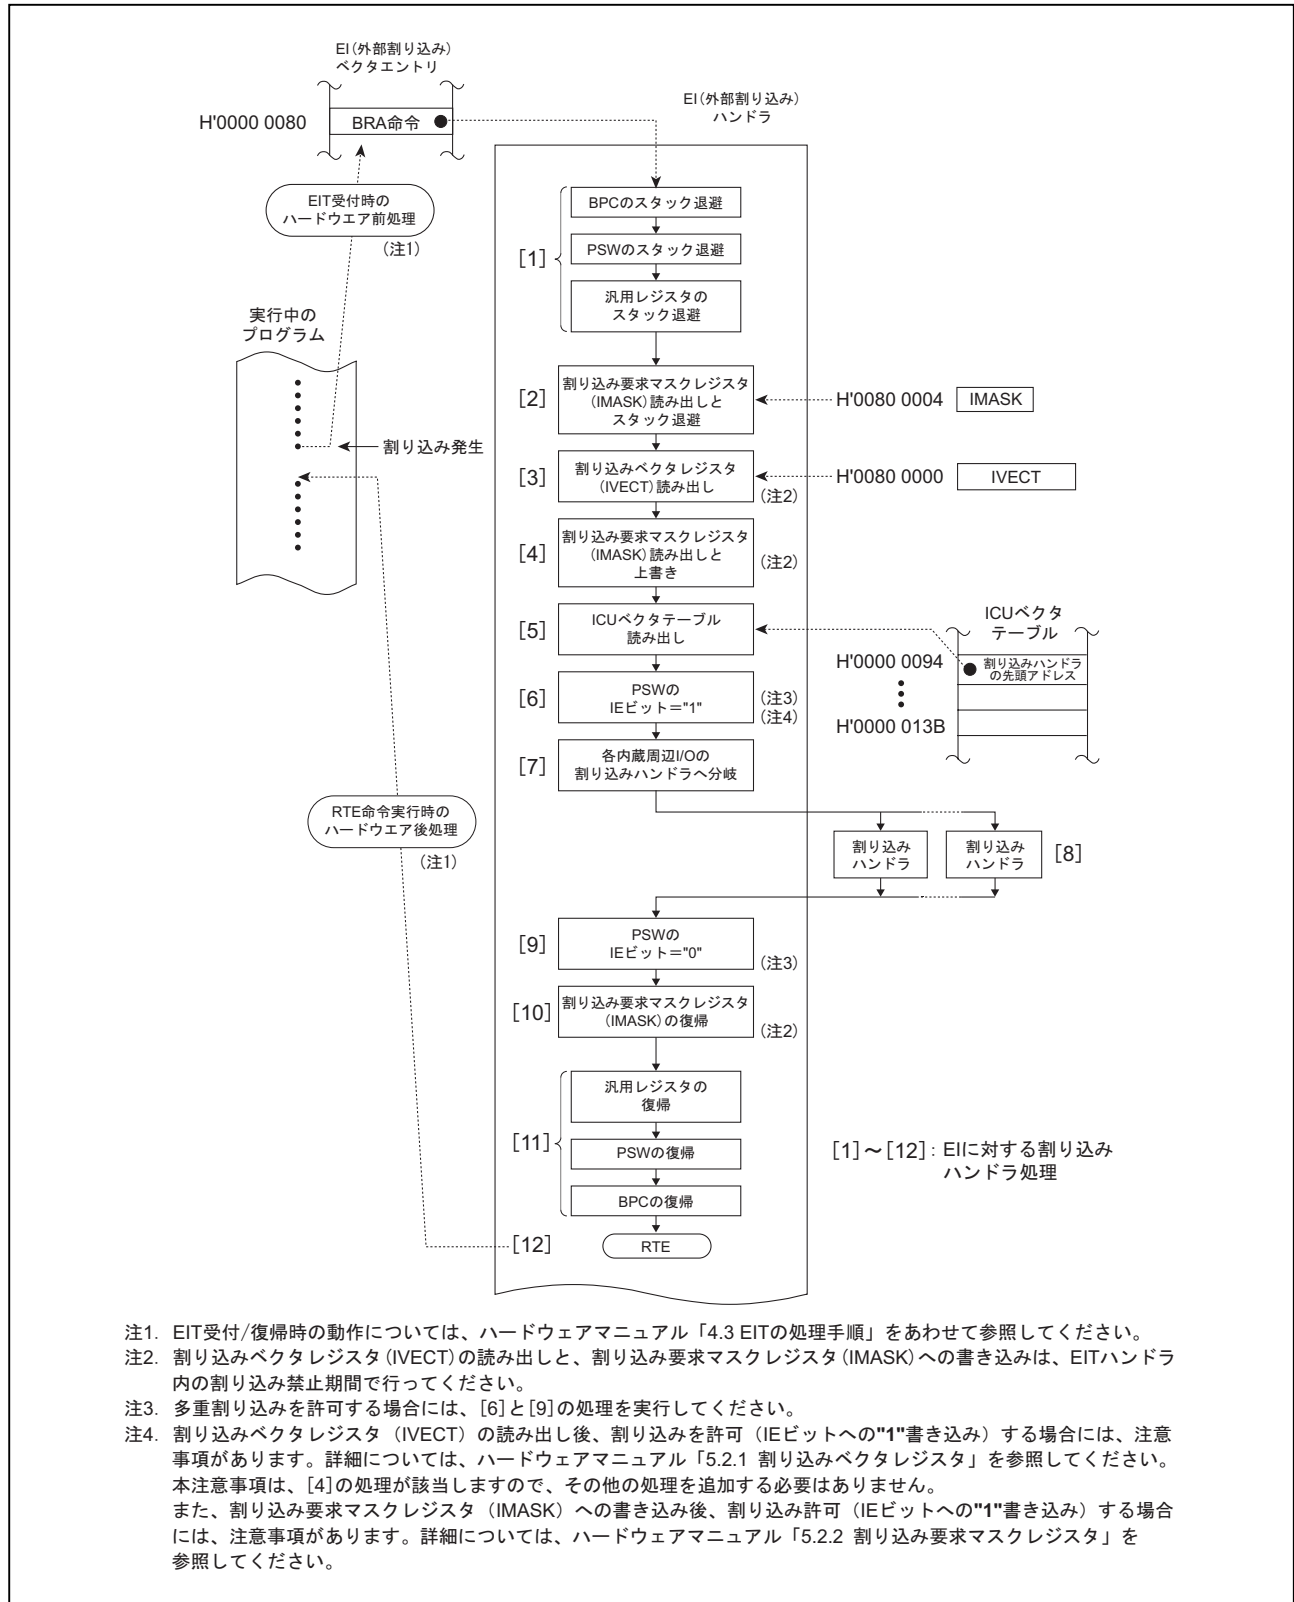 EI(外部割り込み)
ベクタエントリ
H'0000 0080
BRA命令
EI(外部割り込み)
ハンドラ
EIT受付時の
ハードウエア前処理
(注1)
実行中の
プログラム
割り込み発生
[1]
BPCのスタック退避
PSWのスタック退避
汎用レジスタの
スタック退避
[2]
割り込み要求マスクレジスタ
(IMASK)読み出しと
スタック退避
H'0080 0004
IMASK
[3]
割り込みベクタレジスタ
(IVECT)読み出し
(注2)
H'0080 0000
IVECT
[4]
割り込み要求マスクレジスタ
(IMASK)読み出しと
上書き
(注2)
[5]
ICUベクタテーブル
読み出し
ICUベクタ
テーブル
H'0000 0094
割り込みハンドラ
の先頭アドレス
H'0000 013B
[6]
PSWの
IEビット="1"
(注3)
(注4)
[7]
各内蔵周辺I/Oの
割り込みハンドラへ分岐
RTE命令実行時の
ハードウエア後処理
(注1)
割り込み
ハンドラ
割り込み
ハンドラ
[8]
[9]
PSWの
IEビット="0"
(注3)
[10]
割り込み要求マスクレジスタ
(IMASK)の復帰
(注2)
[11]
汎用レジスタの
復帰
PSWの復帰
BPCの復帰
[12]
RTE
[1]～[12]: EIに対する割り込み
ハンドラ処理
注1. EIT受付/復帰時の動作については、ハードウェアマニュアル「4.3 EITの処理手順」をあわせて参照してください。
注2. 割り込みベクタレジスタ(IVECT)の読み出しと、割り込み要求マスクレジスタ(IMASK)への書き込みは、EITハンドラ
内の割り込み禁止期間で行ってください。
注3. 多重割り込みを許可する場合には、[6]と[9]の処理を実行してください。
注4. 割り込みベクタレジスタ（IVECT）の読み出し後、割り込みを許可（IEビットへの"1"書き込み）する場合には、注意
事項があります。詳細については、ハードウェアマニュアル「5.2.1 割り込みベクタレジスタ」を参照してください。
本注意事項は、[4]の処理が該当しますので、その他の処理を追加する必要はありません。
また、割り込み要求マスクレジスタ（IMASK）への書き込み後、割り込み許可（IEビットへの"1"書き込み）する場合
には、注意事項があります。詳細については、ハードウェアマニュアル「5.2.2 割り込み要求マスクレジスタ」を
参照してください。